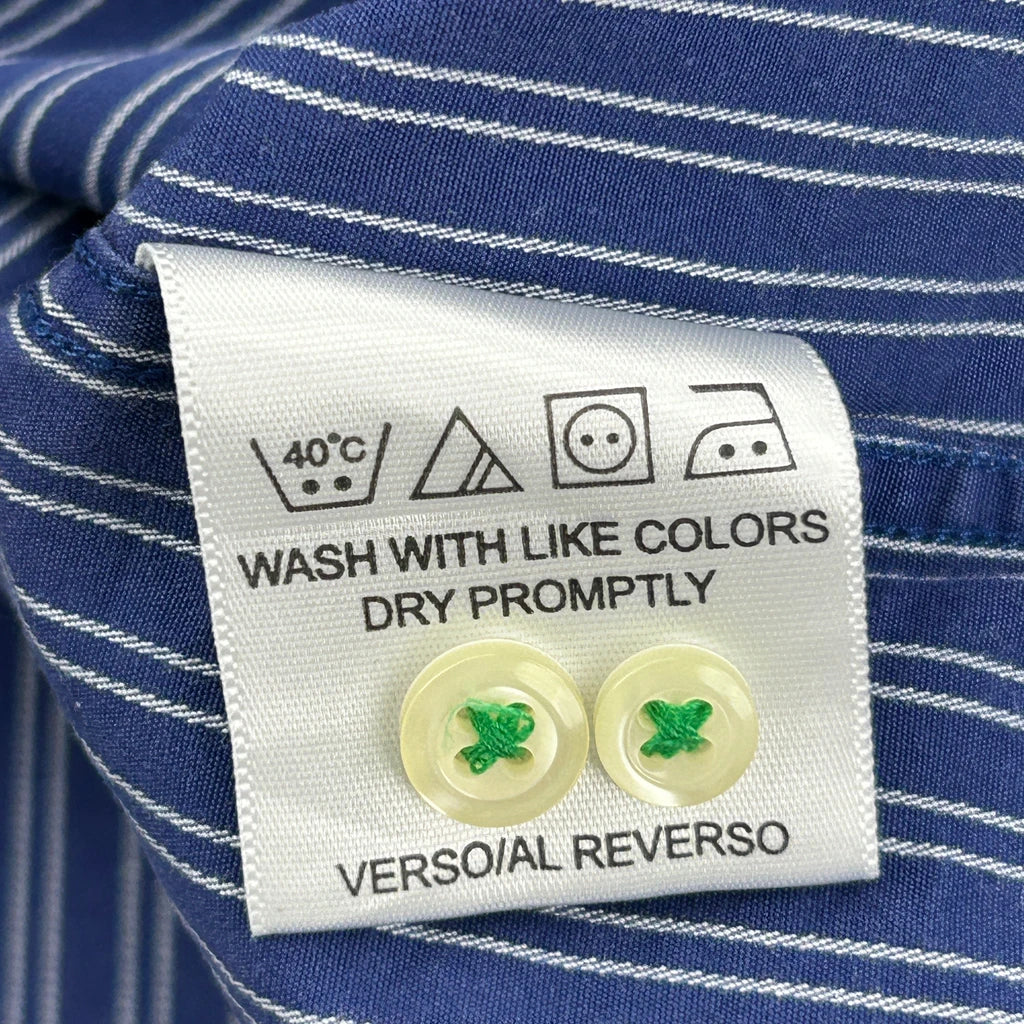 40°C
WASH WITH LIKE COLORS
DRY PROMPTLY
VERSO/AL REVERSO